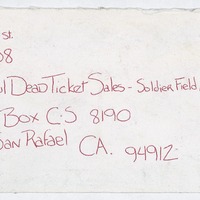 st.
08
ul Dead Ticket Sales - Soldier Field
Box C-S 8190
San Rafael CA. 94912